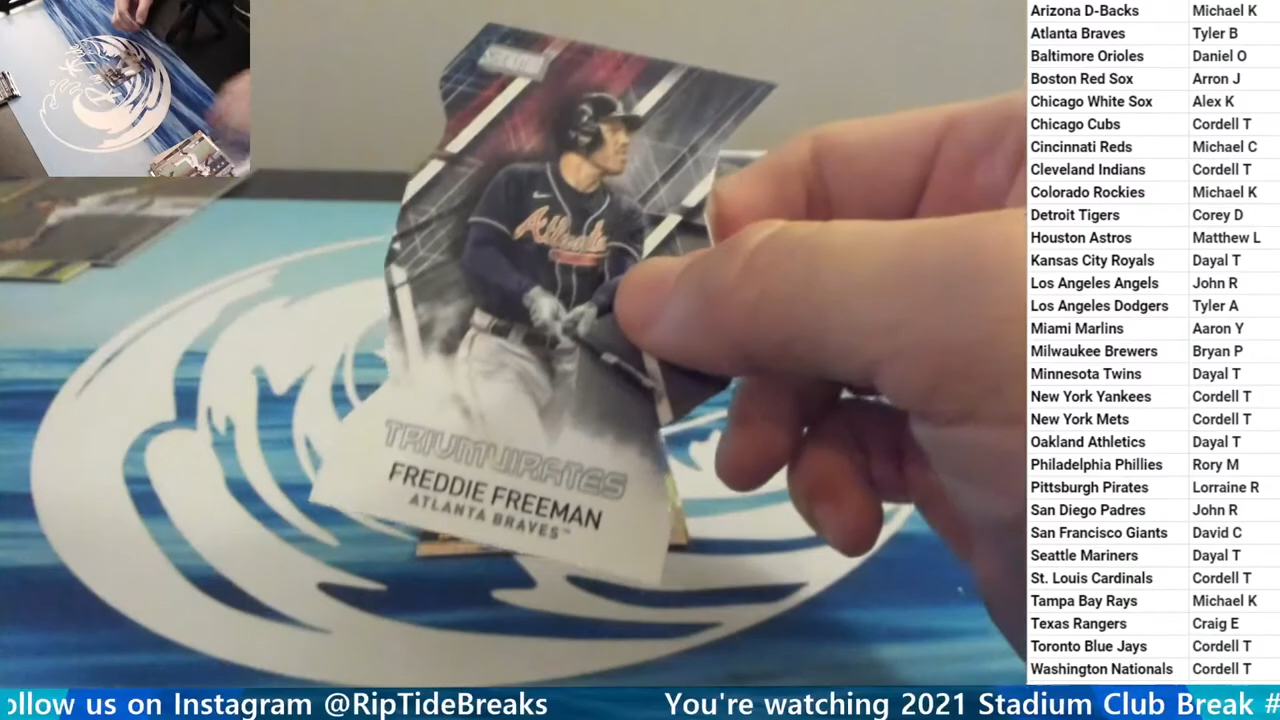 Atlanta
TRIUMVIRATES
FREDDIE FREEMAN
ATLANTA BRAVES™
Arizona D-Backs Michael K
Atlanta Braves Tyler B
Baltimore Orioles Daniel O
Boston Red Sox Arron J
Chicago White Sox Alex K
Chicago Cubs Cordell T
Cincinnati Reds Michael C
Cleveland Indians Cordell T
Colorado Rockies Michael K
Detroit Tigers Corey D
Houston Astros Matthew L
Kansas City Royals Dayal T
Los Angeles Angels John R
Los Angeles Dodgers Tyler A
Miami Marlins Aaron Y
Milwaukee Brewers Bryan P
Minnesota Twins Dayal T
New York Yankees Cordell T
New York Mets Cordell T
Oakland Athletics Dayal T
Philadelphia Phillies Rory M
Pittsburgh Pirates Lorraine R
San Diego Padres John R
San Francisco Giants David C
Seattle Mariners Dayal T
St. Louis Cardinals Cordell T
Tampa Bay Rays Michael K
Texas Rangers Craig E
Toronto Blue Jays Cordell T
Washington Nationals Cordell T
ollow us on Instagram @RipTideBreaks You're watching 2021 Stadium Club Break #